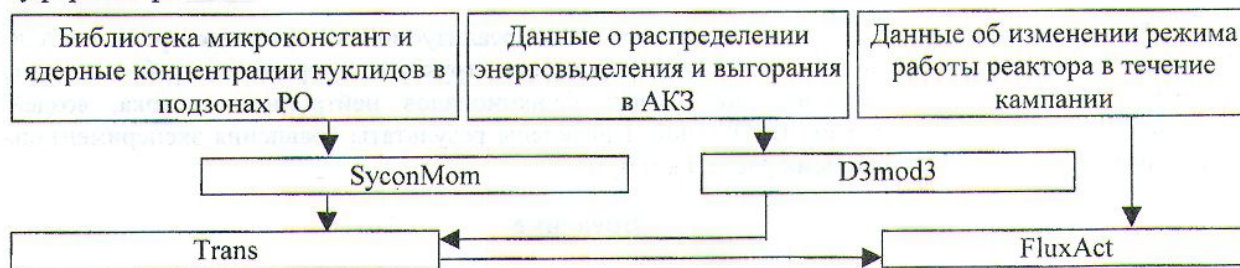 Библиотека микроконстант и
ядерные концентрации нуклидов в
подзонах РО
Данные о распределении
энерговыделения и выгорания
в АКЗ
Данные об изменении режима
работы реактора в течение
кампании
SyconMom
D3mod3
Trans
FluxAct